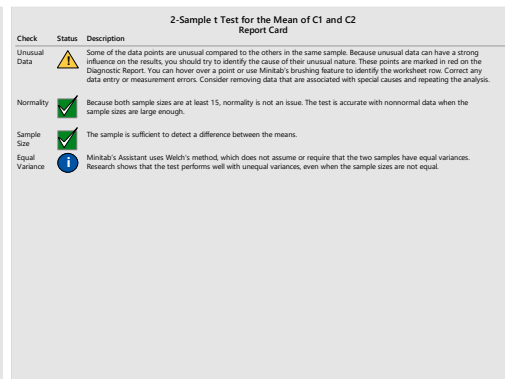 2-Sample t Test for the Mean of C1 and C2
Report Card
Check Status Description
Unusual Data
Some of the data points are unusual compared to the others in the same sample. Because unusual data can have a strong
influence on the results, you should try to identify the cause of their unusual nature. These points are marked in red on the
Diagnostic Report. You can hover over a point or use Minitab's brushing feature to identify the worksheet row. Correct any
data entry or measurement errors. Consider removing data that are associated with special causes and repeating the analysis.
Normality
Because both sample sizes are at least 15, normality is not an issue. The test is accurate with nonnormal data when the
sample sizes are large enough.
Sample Size
The sample is sufficient to detect a difference between the means.
Equal Variance
i
Minitab's Assistant uses Welch's method, which does not assume or require that the two samples have equal variances.
Research shows that the test performs well with unequal variances, even when the sample sizes are not equal.